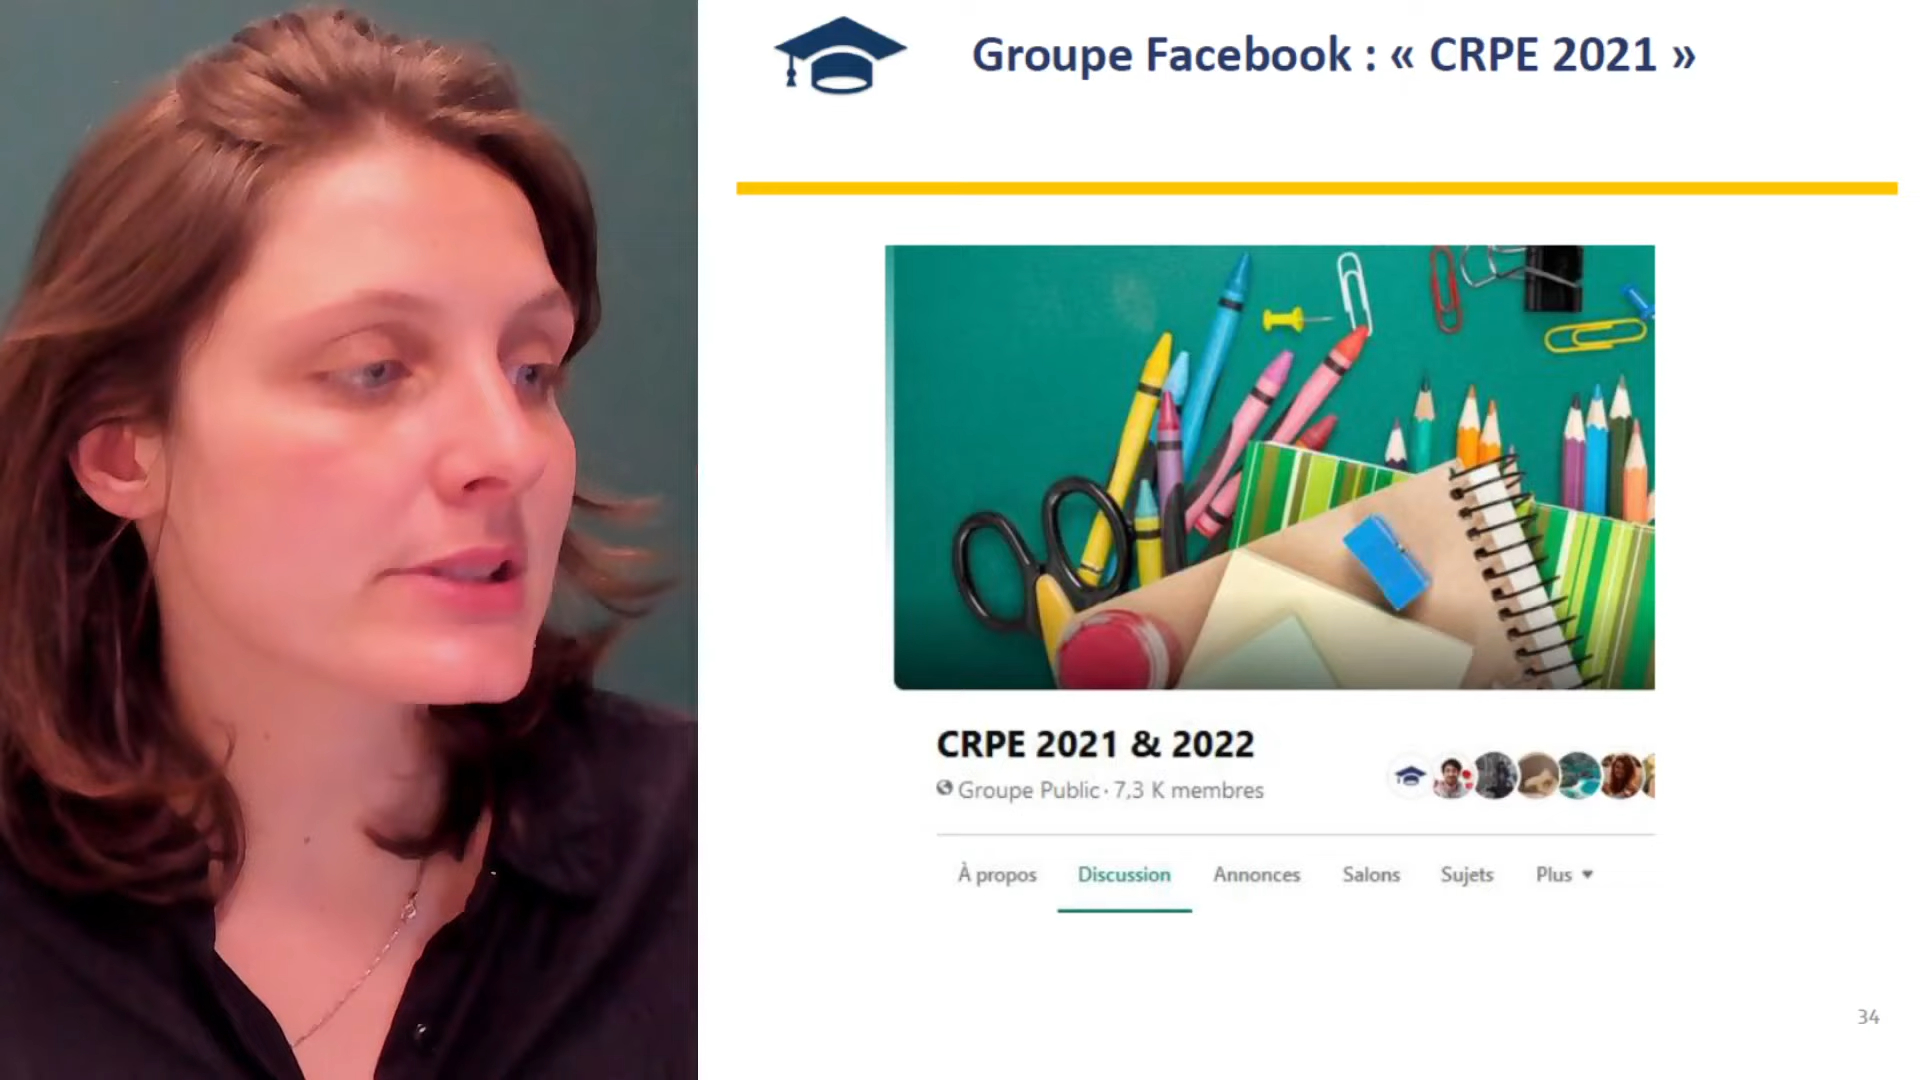 Groupe Facebook : « CRPE 2021 »
CRPE 2021 & 2022
Groupe Public · 7,3 K membres
À propos
Discussion
Annonces
Salons
Sujets
Plus
34